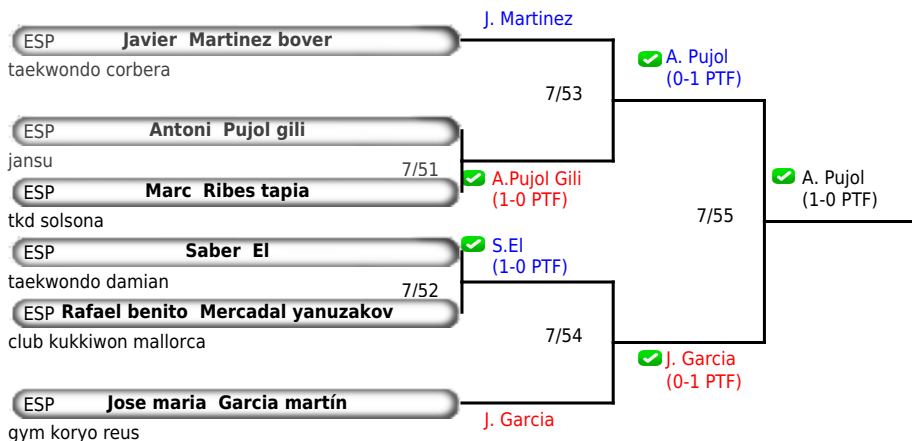 J. Martinez
ESP Javier Martinez bover
taekwondo corbera
A. Pujol
(0-1 PTF)
7/53
ESP Antoni Pujol gili
jansu
7/51
A.Pujol Gili
(1-0 PTF)
ESP Marc Ribes tapia
tkd solsona
A. Pujol
(1-0 PTF)
7/55
ESP Saber El
taekwondo damian
S.El
(1-0 PTF)
7/52
ESP Rafael benito Mercadal yanuzakov
club kukkiwon mallorca
7/54
J. Garcia
(0-1 PTF)
ESP Jose maria Garcia martín
J. Garcia
gym koryo reus